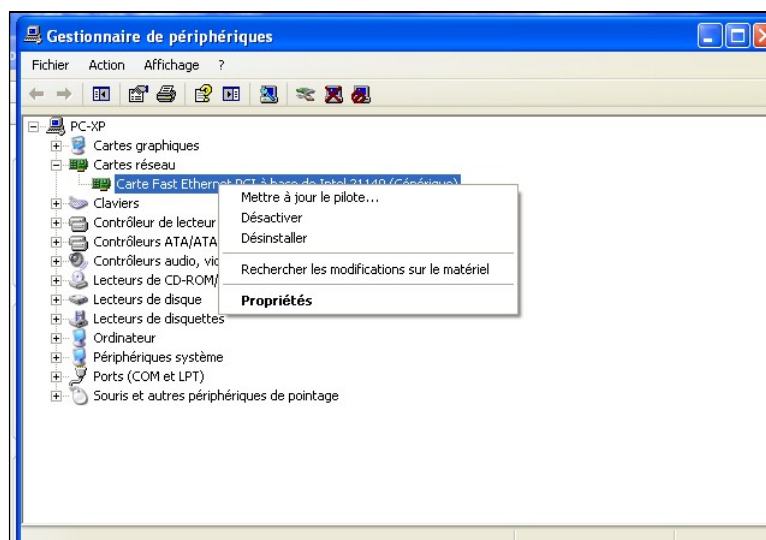 Gestionnaire de périphériques
Fichier Action Affichage ?
PC-XP
Cartes graphiques
Cartes réseau
Carte Fast Ethernet PCI à base de Intel 21140 (Générique)
Claviers
Contrôleur de lecteur
Contrôleurs ATA/ATA
Contrôleurs audio, vid
Lecteurs de CD-ROM/
Lecteurs de disque
Lecteurs de disquettes
Ordinateur
Périphériques système
Ports (COM et LPT)
Souris et autres périphériques de pointage
Mettre à jour le pilote...
Désactiver
Désinstaller
Rechercher les modifications sur le matériel
Propriétés